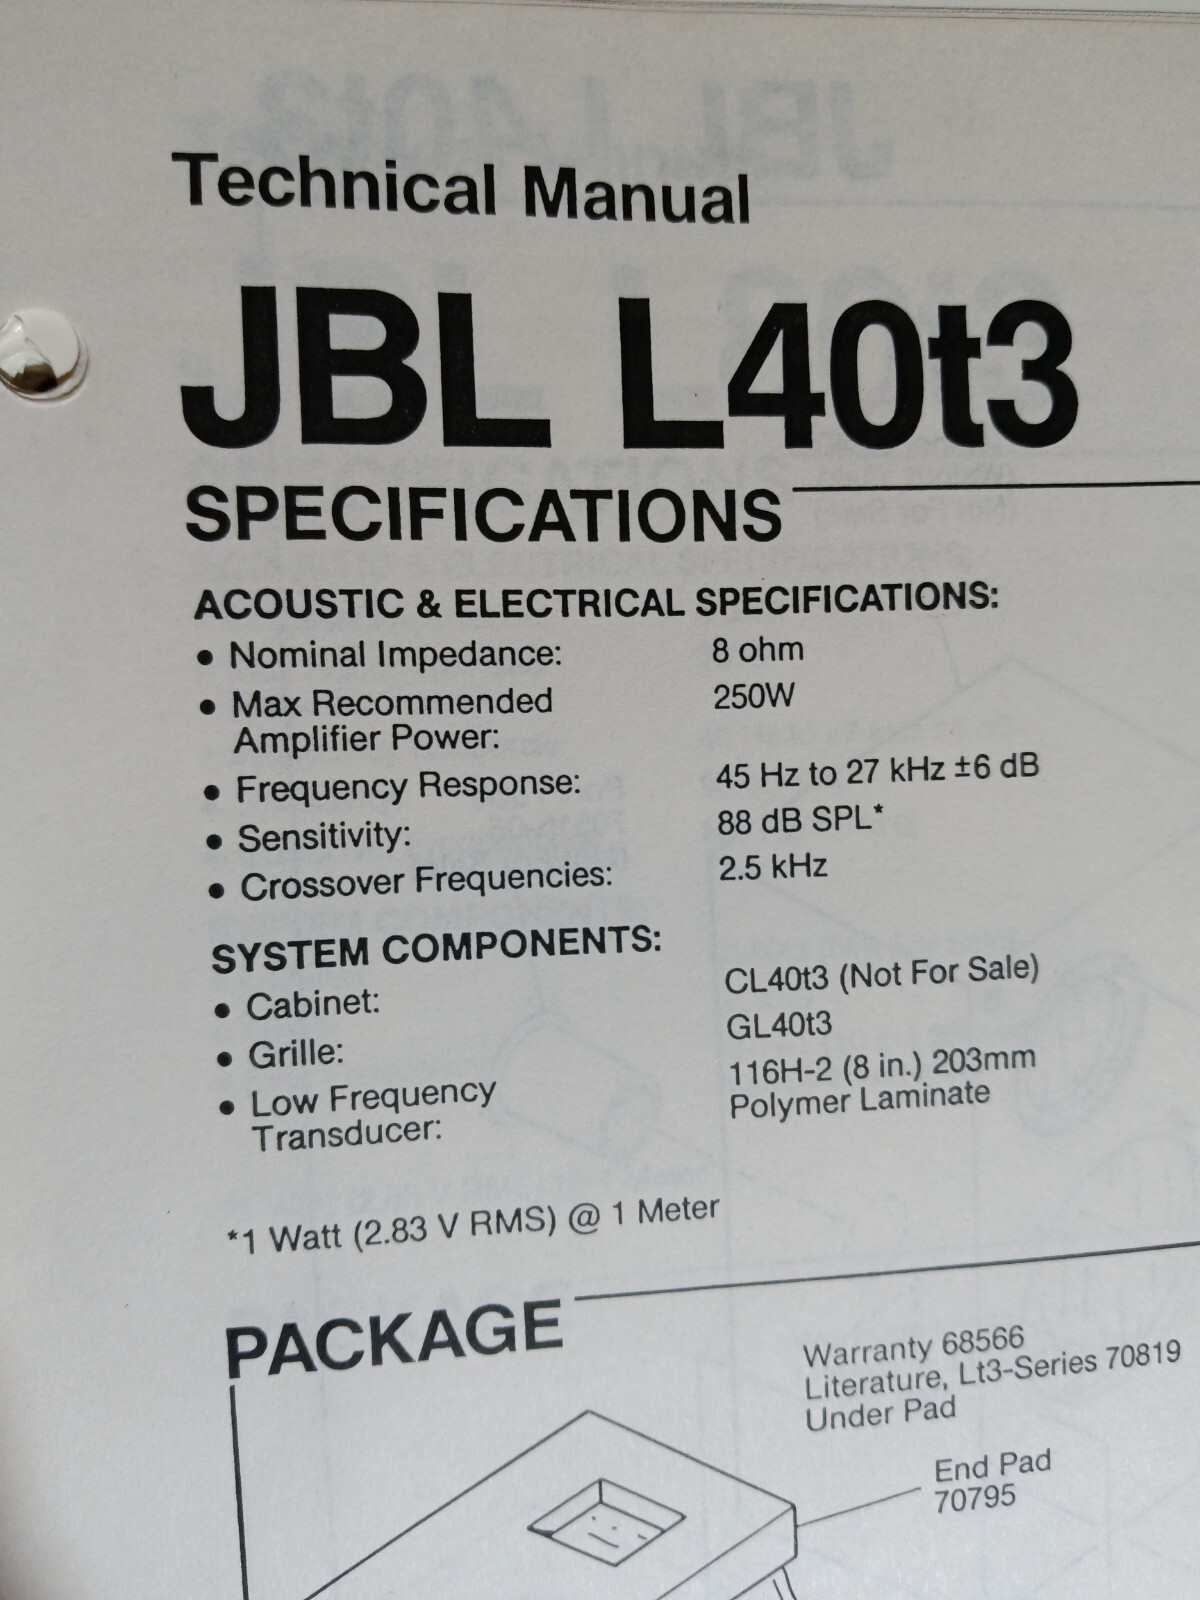 Technical Manual
JBL L40t3
SPECIFICATIONS
ACOUSTIC & ELECTRICAL SPECIFICATIONS:
• Nominal Impedance: 8 ohm
• Max Recommended 250W
Amplifier Power:
• Frequency Response: 45 Hz to 27 kHz ±6 dB
• Sensitivity: 88 dB SPL*
• Crossover Frequencies: 2.5 kHz
SYSTEM COMPONENTS:
• Cabinet: CL40t3 (Not For Sale)
• Grille: GL40t3
• Low Frequency 116H-2 (8 in.) 203mm
Transducer: Polymer Laminate
*1 Watt (2.83 V RMS) @ 1 Meter
PACKAGE
Warranty 68566
Literature, Lt3-Series 70819
Under Pad
End Pad
70795